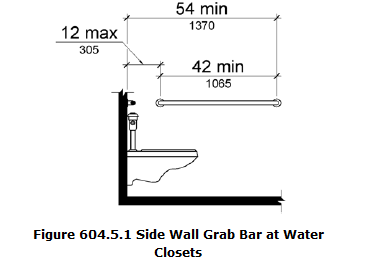 54 min
1370
12 max
305
42 min
1065
Figure 604.5.1 Side Wall Grab Bar at Water
Closets